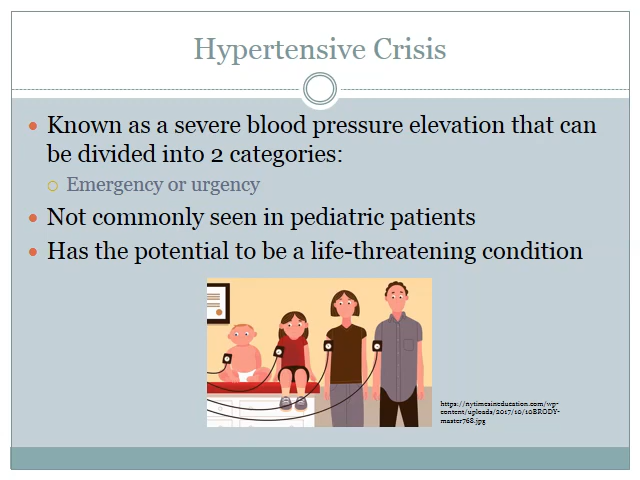 Hypertensive Crisis
Known as a severe blood pressure elevation that can
be divided into 2 categories:
Emergency or urgency
Not commonly seen in pediatric patients
Has the potential to be a life-threatening condition
https://nytimesineducation.com/wp-
content/uploads/2017/10/10BRODY-
master768.jpg